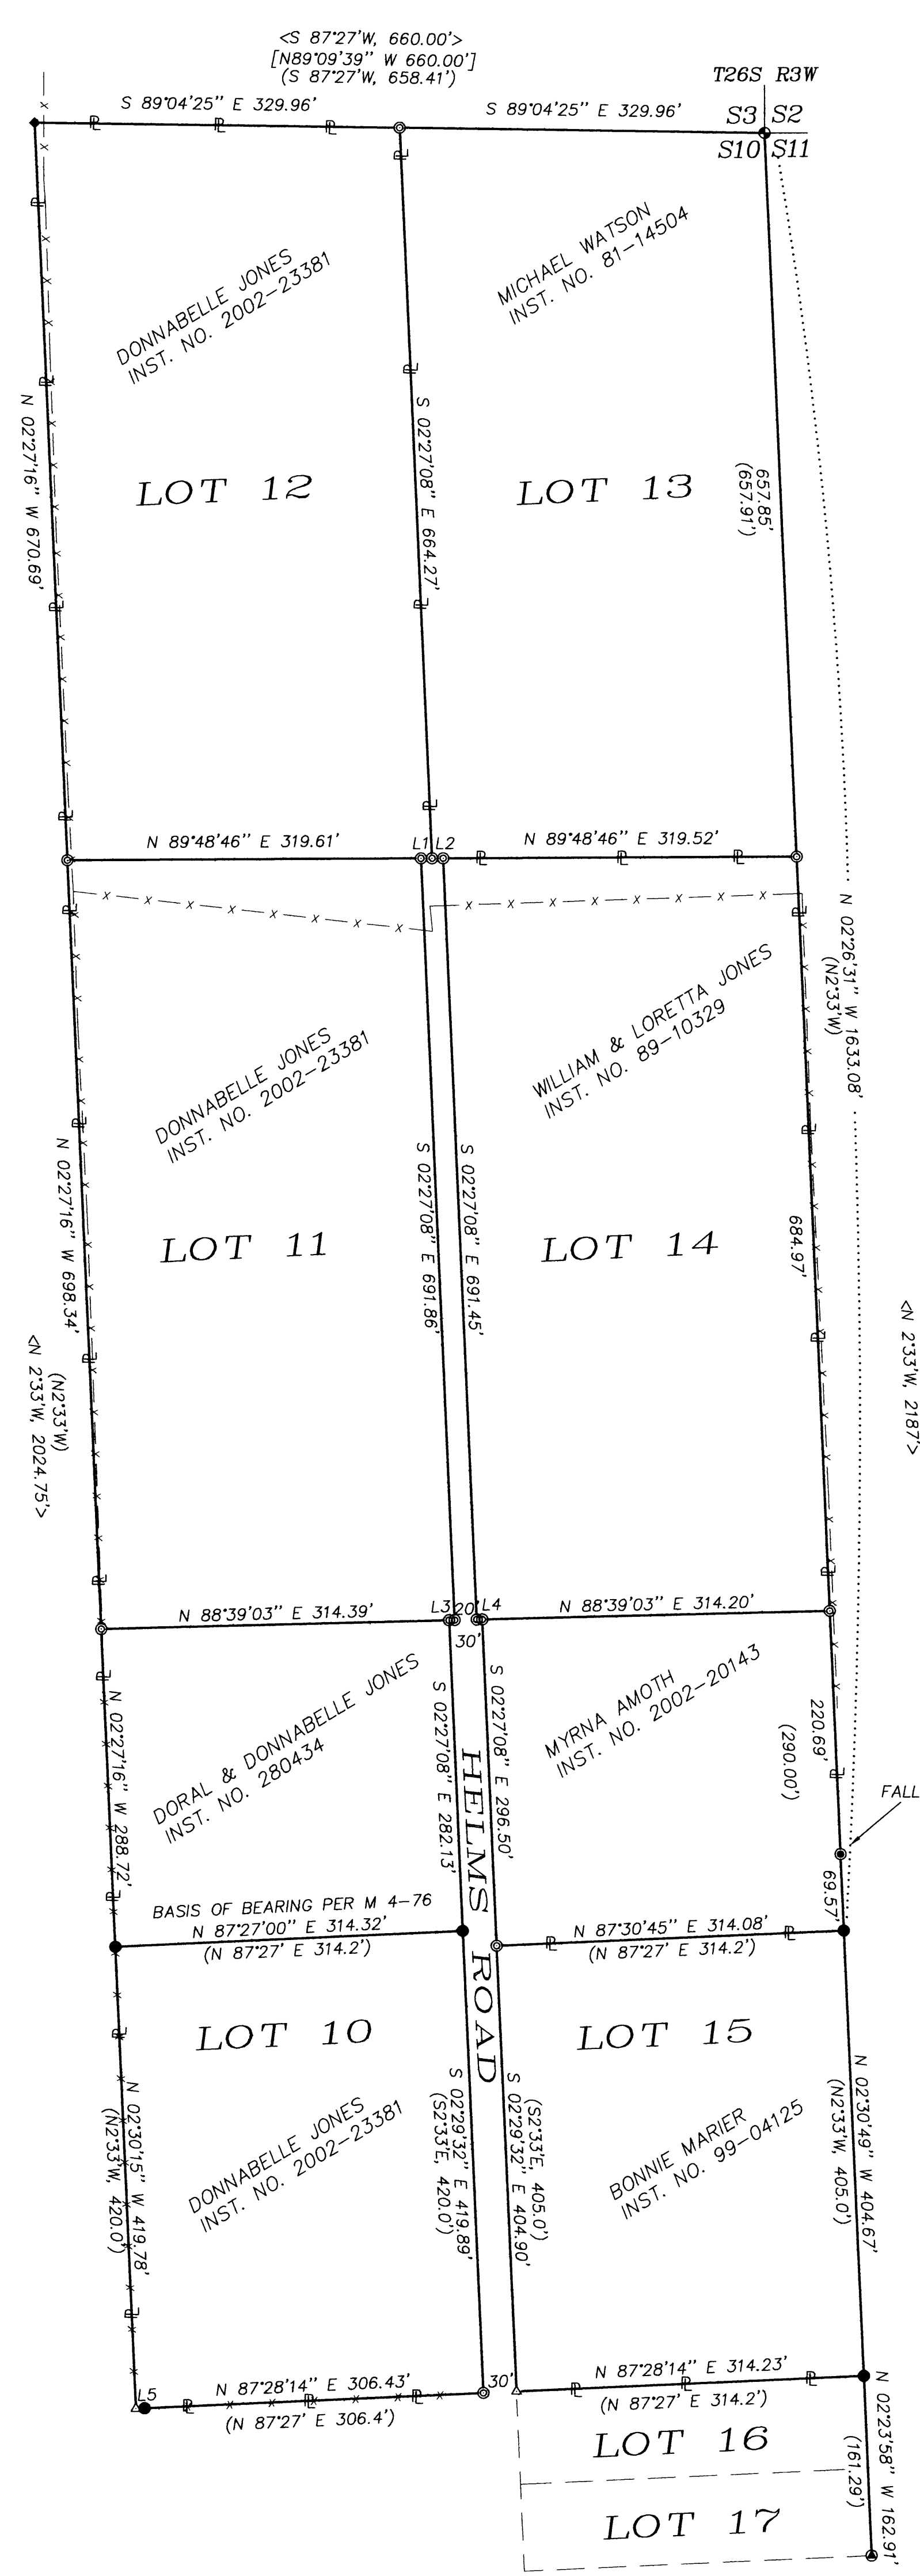 <S 87°27'W, 660.00'>
[N89°09'39" W 660.00']
(S 87°27'W, 658.41')
T26S R3W
S 89°04'25" E 329.96'
S 89°04'25" E 329.96'
S3 S2
S10 S11
DONNABELLE JONES
INST. NO. 2002-23381
MICHAEL WATSON
INST. NO. 81-14504
N 02°27'16" W 670.69'
S 02°27'08" E 664.27'
LOT 12
LOT 13
657.85'
(657.91')
N 89°48'46" E 319.61'
L1
L2
N 89°48'46" E 319.52'
N 02°26'31" W 1633.08'
(N2°33'W)
DONNABELLE JONES
INST. NO. 2002-23381
WILLIAM & LORETTA JONES
INST. NO. 89-10329
N 02°27'16" W 698.34'
S 02°27'08" E 691.86'
S 02°27'08" E 691.45'
LOT 11
LOT 14
684.97'
(N2°33'W)
<N 2°33'W, 2024.75'>
<N 2°33'W, 2187'>
N 88°39'03" E 314.39'
L3
20'
L4
30'
N 88°39'03" E 314.20'
DORAL & DONNABELLE JONES
INST. NO. 280434
MYRNA AMOTH
INST. NO. 2002-20143
N 02°27'16" W 288.72'
S 02°27'08" E 282.13'
HELMS ROAD
S 02°27'08" E 296.50'
220.69'
(290.00')
FALL
69.57'
BASIS OF BEARING PER M 4-76
N 87°27'00" E 314.32'
(N 87°27' E 314.2')
N 87°30'45" E 314.08'
(N 87°27' E 314.2')
LOT 10
LOT 15
DONNABELLE JONES
INST. NO. 2002-23381
BONNIE MARIER
INST. NO. 99-04125
N 02°30'15" W 419.78'
(N2°33'W, 420.0')
S 02°29'32" E 419.89'
(S2°33'E, 420.0')
(S2°33'E, 405.0')
S 02°29'32" E 404.90'
N 02°30'49" W 404.67'
(N2°33'W, 405.0')
L5
N 87°28'14" E 306.43'
(N 87°27' E 306.4')
30'
N 87°28'14" E 314.23'
(N 87°27' E 314.2')
LOT 16
N 02°23'58" W 162.91'
(161.29')
LOT 17